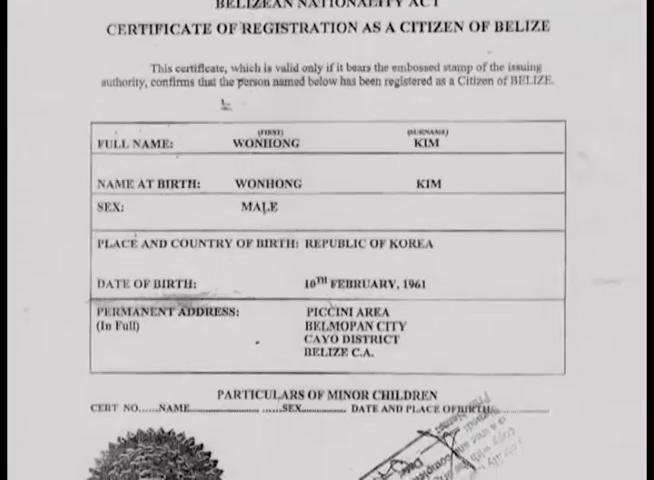 BELIZEAN NATIONALITY ACT
CERTIFICATE OF REGISTRATION AS A CITIZEN OF BELIZE
This certificate, which is valid only if it bears the embossed stamp of the issuing
authority, confirms that the person named below has been registered as a Citizen of BELIZE.
(FIRST) (SURNAME)
FULL NAME: WONHONG KIM
NAME AT BIRTH: WONHONG KIM
SEX: MALE
PLACE AND COUNTRY OF BIRTH: REPUBLIC OF KOREA
DATE OF BIRTH: 10TH FEBRUARY, 1961
PERMANENT ADDRESS: PICCINI AREA
(In Full) BELMOPAN CITY
CAYO DISTRICT
BELIZE C.A.
PARTICULARS OF MINOR CHILDREN
CERT NO......NAME..............................SEX.................. DATE AND PLACE OF BIRTH:..................